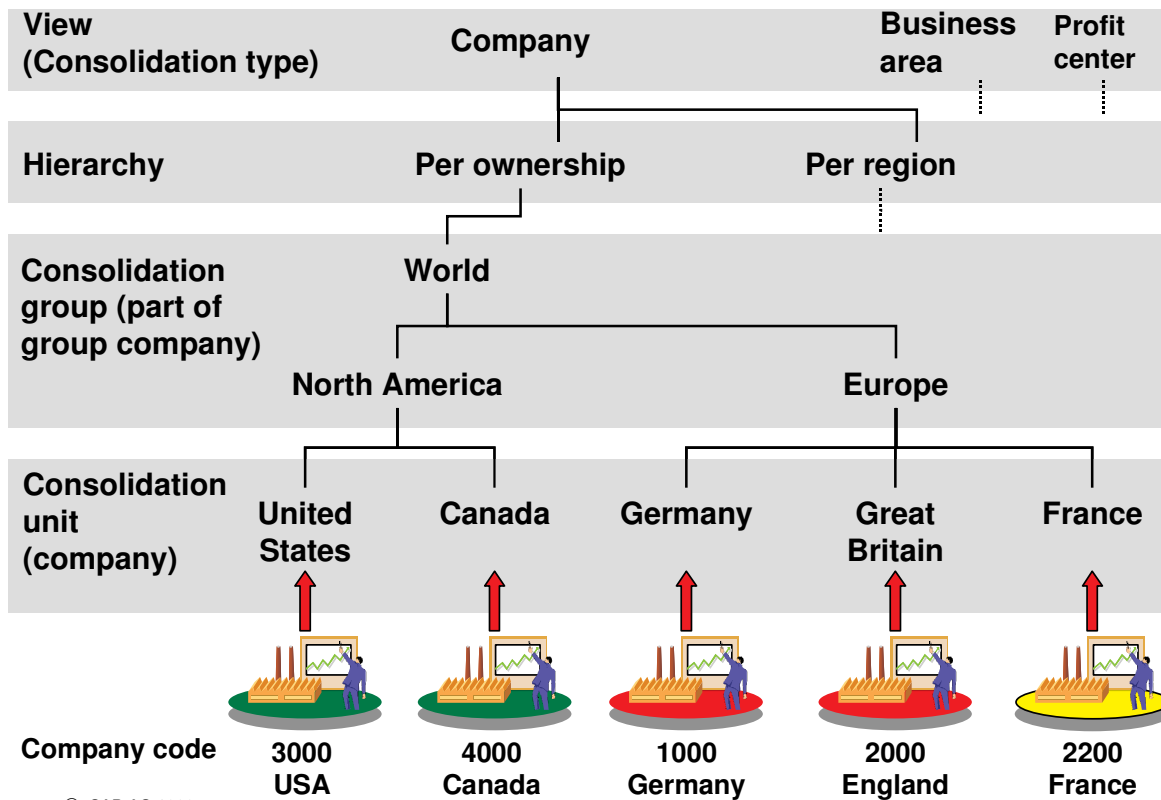 View
(Consolidation type)
Company
Business
area
Profit
center
Hierarchy
Per ownership
Per region
Consolidation
group (part of
group company)
World
North America
Europe
Consolidation
unit
(company)
United
States
Canada
Germany
Great
Britain
France
Company code
3000
USA
4000
Canada
1000
Germany
2000
England
2200
France